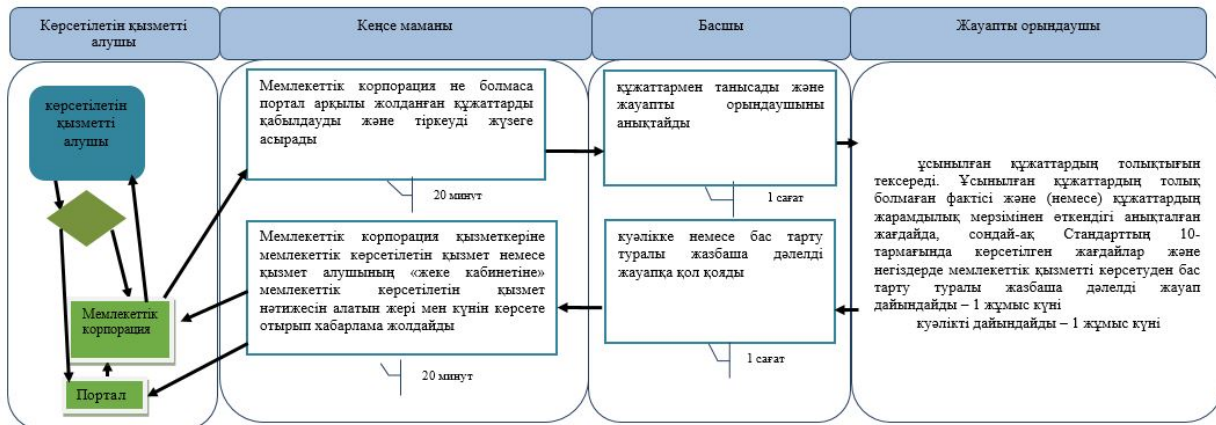 Көрсетілетін қызметті
алушы
Кеңсе маманы
Басшы
Жауапты орындаушы
көрсетілетін
қызметті
алушы
Мемлекеттік
корпорация
Портал
Мемлекеттік корпорация не болмаса
портал арқылы жолданған құжаттарды
қабылдауды және тіркеуді жүзеге
асырады
20 минут
Мемлекеттік корпорация қызметкеріне
мемлекеттік көрсетілетін қызмет немесе
қызмет алушының «жеке кабинетіне»
мемлекеттік көрсетілетін қызмет
нәтижесін алатын жері мен күнін көрсете
отырып хабарлама жолдайды
20 минут
құжаттармен танысады және
жауапты орындаушыны
анықтайды
1 сағат
куәлікке немесе бас тарту
туралы жазбаша дәлелді
жауапқа қол қояды
1 сағат
ұсынылған құжаттардың толықтығын
тексереді. Ұсынылған құжаттардың толық
болмаған фактісі және (немесе) құжаттардың
жарамдылық мерзімінен өткендігі анықталған
жағдайда, сондай-ақ Стандарттың 10-
тармағында көрсетілген жағдайлар және
негіздерде мемлекеттік қызметті көрсетуден бас
тарту туралы жазбаша дәлелді жауап
дайындайды – 1 жұмыс күні
куәлікті дайындайды – 1 жұмыс күні